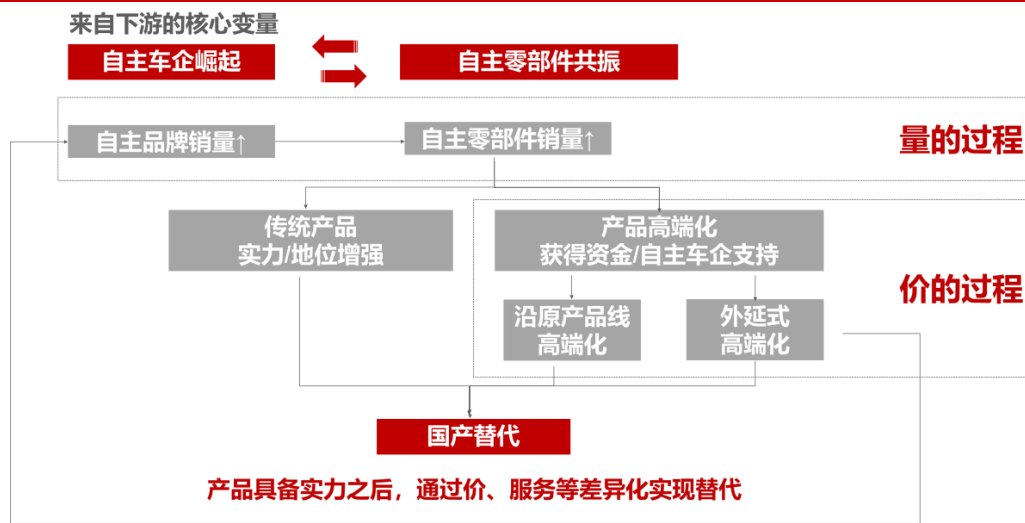 来自下游的核心变量
自主车企崛起
自主零部件共振
自主品牌销量↑
自主零部件销量↑
量的过程
传统产品
实力/地位增强
产品高端化
获得资金/自主车企支持
价的过程
沿原产品线
高端化
外延式
高端化
国产替代
产品具备实力之后，通过价、服务等差异化实现替代